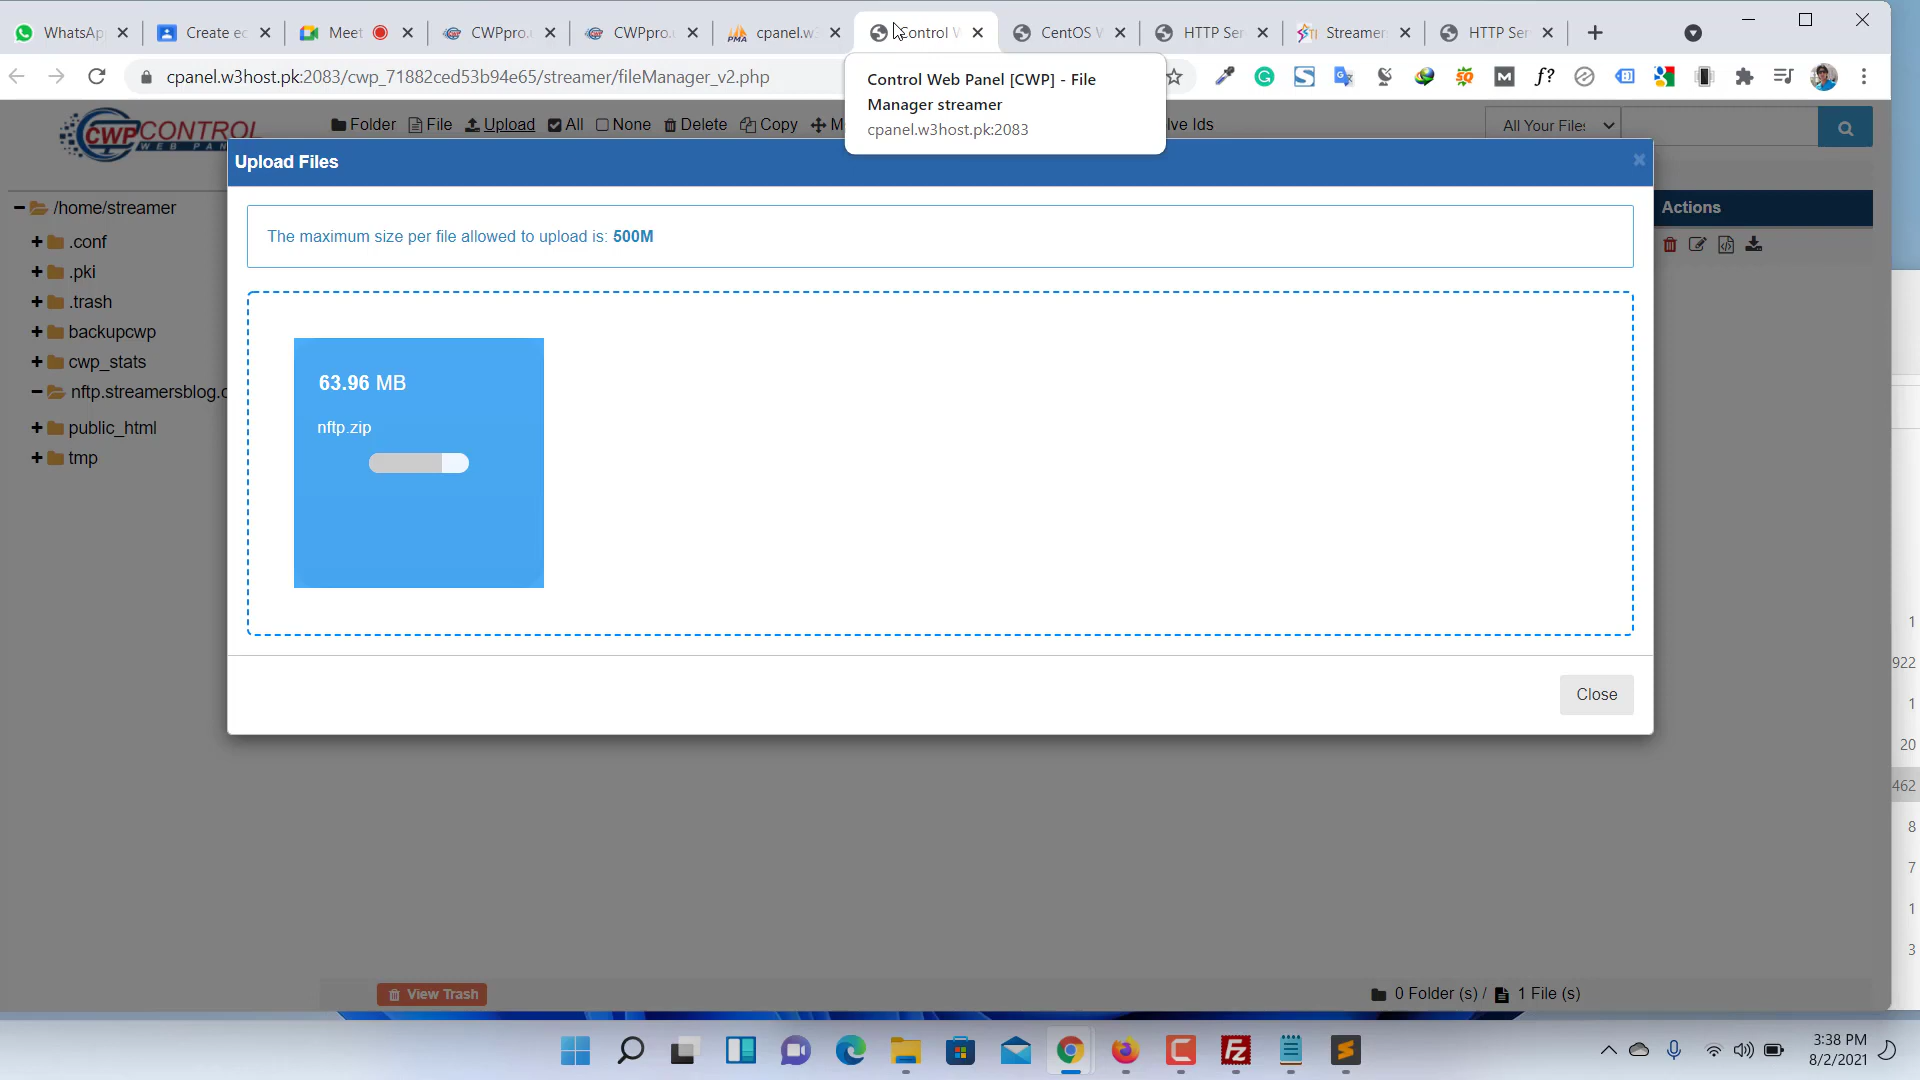 WhatsAp
Create ec
Meet
CWPpro.
CWPpro.
cpanel.w3
Control W
CentOS W
HTTP Ser
Streamer
HTTP Ser
cpanel.w3host.pk:2083/cwp_71882ced53b94e65/streamer/fileManager_v2.php
Control Web Panel [CWP] - File
Manager streamer
cpanel.w3host.pk:2083
CWP CONTROL
WEB PAN
Folder File Upload All None Delete Copy M
lve Ids
All Your Files
Upload Files
The maximum size per file allowed to upload is: 500M
63.96 MB
nftp.zip
Close
/home/streamer
.conf
.pki
.trash
backupcwp
cwp_stats
nftp.streamersblog.c
public_html
tmp
Actions
1
922
1
20
462
8
7
1
3
View Trash
0 Folder (s) / 1 File (s)
3:38 PM
8/2/2021